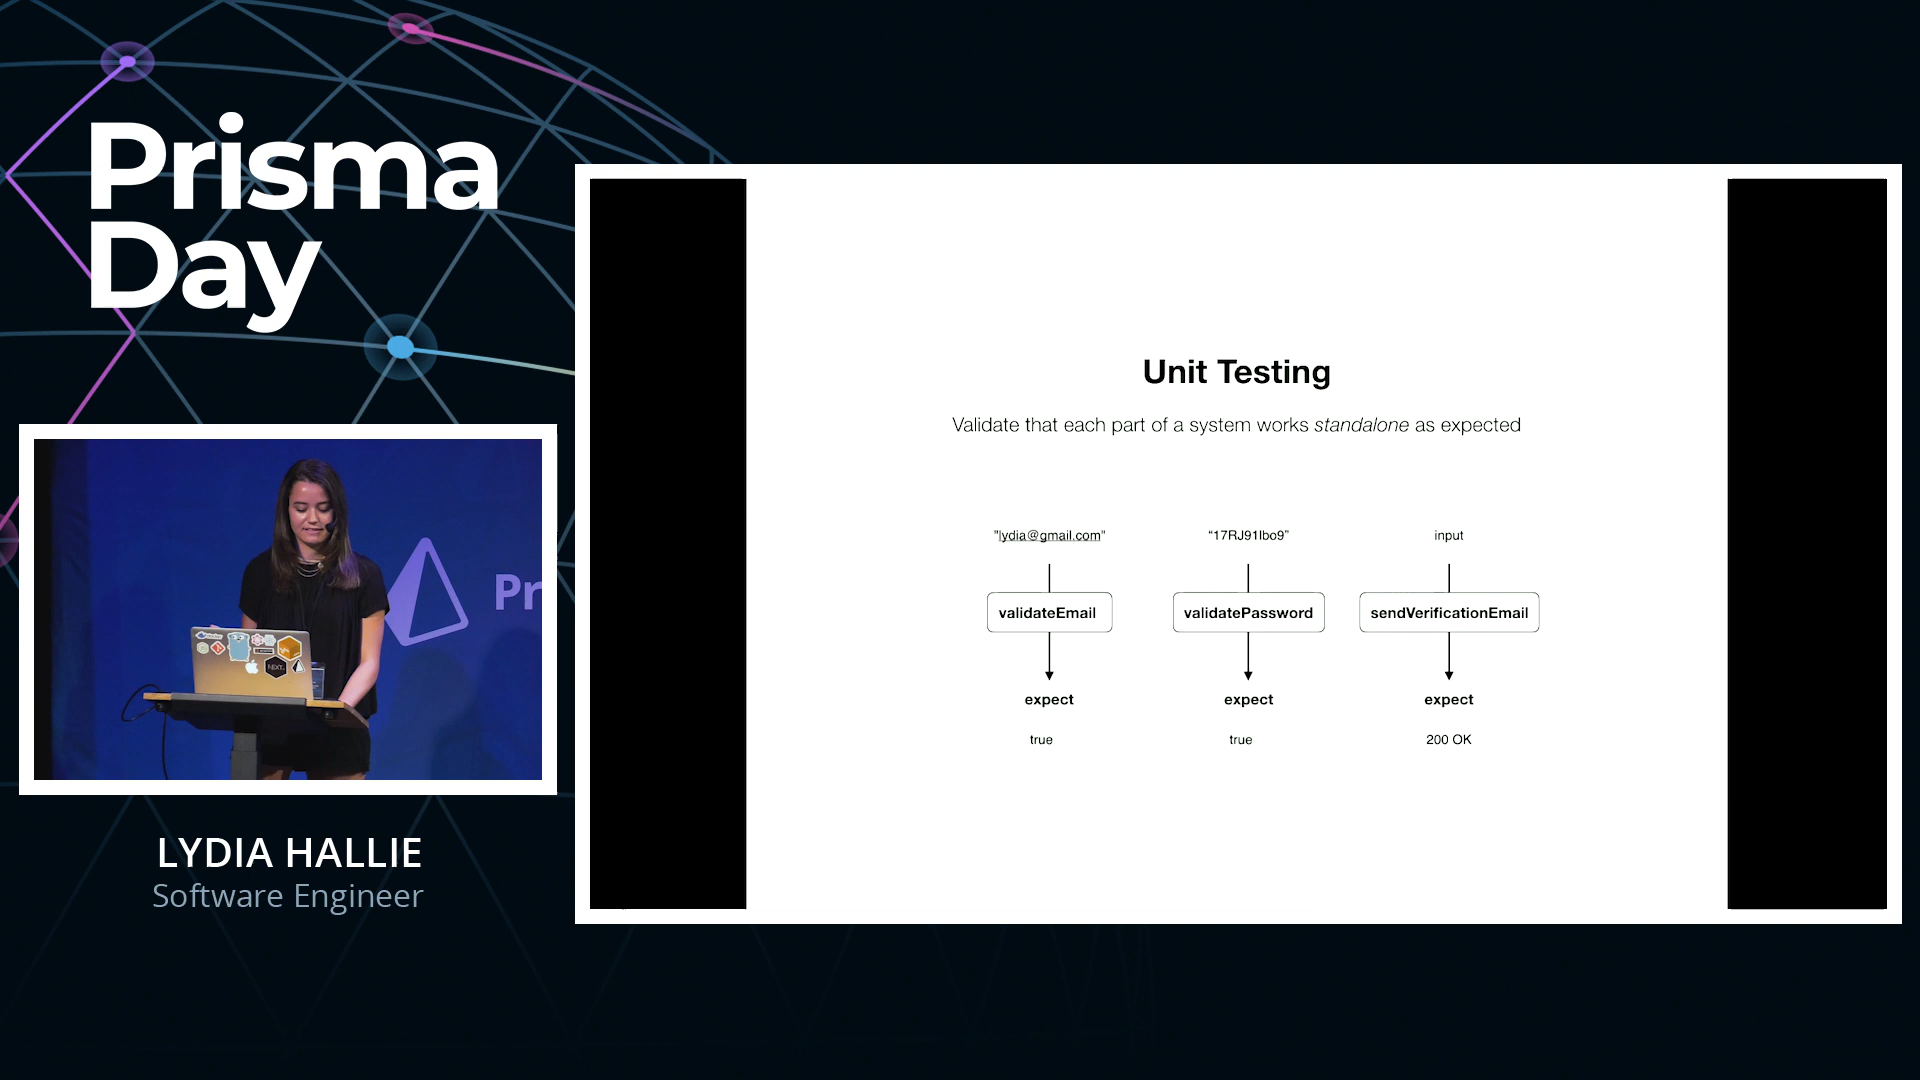 Prisma
Day
Pr
LYDIA HALLIE
Software Engineer
Unit Testing
Validate that each part of a system works standalone as expected
"lydia@gmail.com" “17RJ91lbo9” input
validateEmail validatePassword sendVerificationEmail
expect expect expect
true true 200 OK